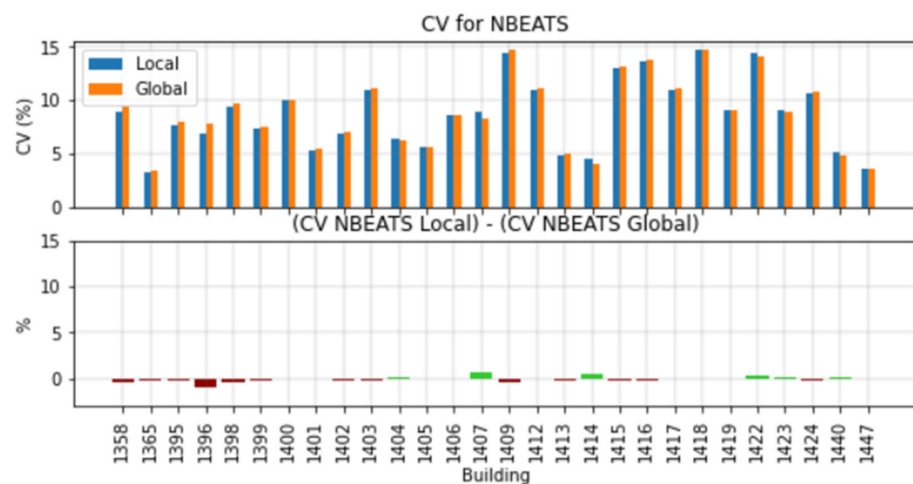 CV for NBEATS
CV (%)
15
10
5
0
Local
Global
(CV NBEATS Local) - (CV NBEATS Global)
%
15
10
5
0
1358 1365 1395 1396 1398 1399 1300 1401 1402 1403 1404 1405 1406 1407 1409 1412 1413 1414 1415 1416 1417 1418 1419 1422 1423 1424 1440 1447
Building